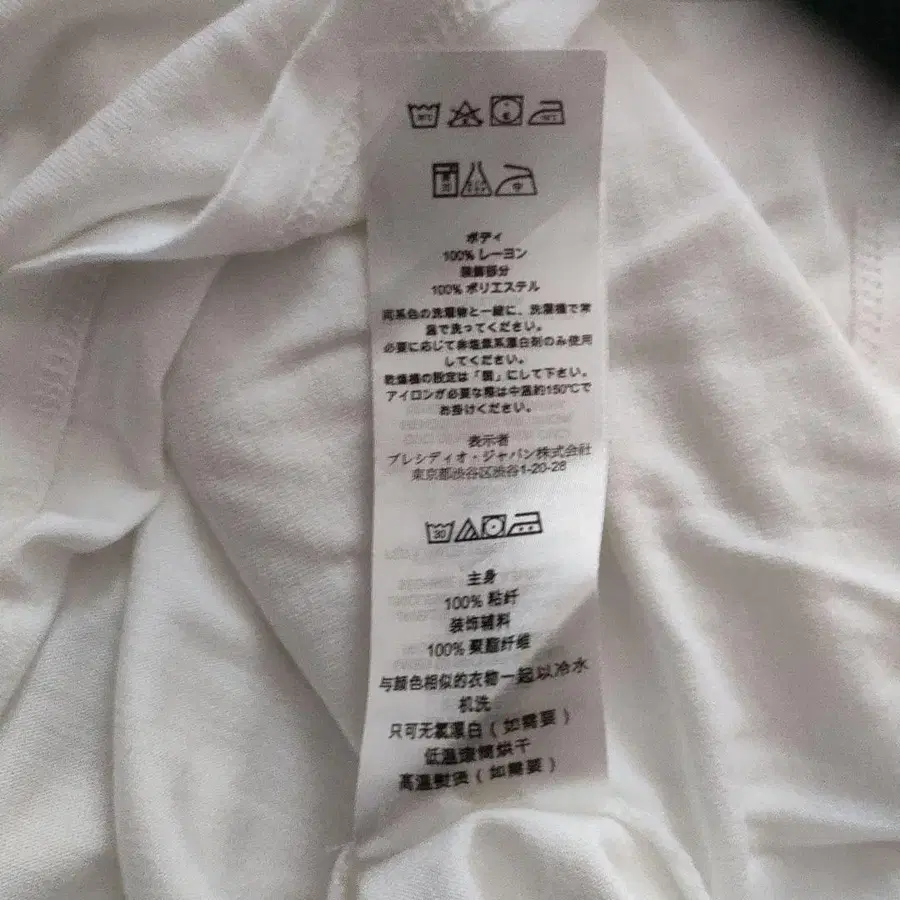 ボディ
100% レーヨン
装飾部分
100% ポリエステル
同系色の洗濯物と一緒に、洗濯機で常
温で洗ってください。
必要に応じて非塩素系漂白剤のみ使用
してください。
乾燥機の設定は「弱」にして下さい。
アイロンが必要な際は中温約150℃で
お掛けください。
表示者
プレシディオ・ジャパン株式会社
東京都渋谷区渋谷1-20-28
30
主身
100% 粘纤
装饰辅料
100% 聚酯纤维
与颜色相似的衣物一起以冷水
机洗
只可无氯漂白（如需要）
低温滚筒烘干
高温熨烫（如需要）